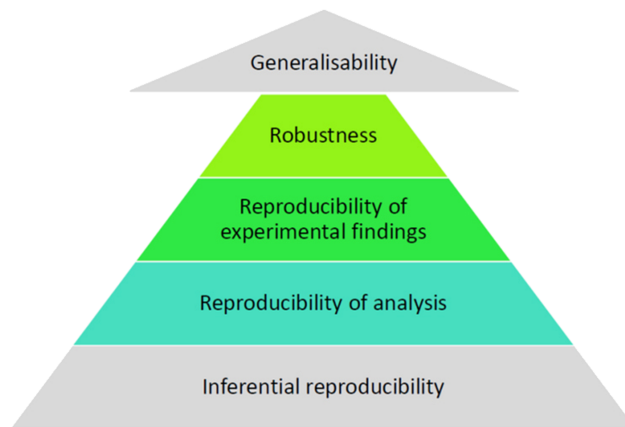 Generalisability
Robustness
Reproducibility of
experimental findings
Reproducibility of analysis
Inferential reproducibility